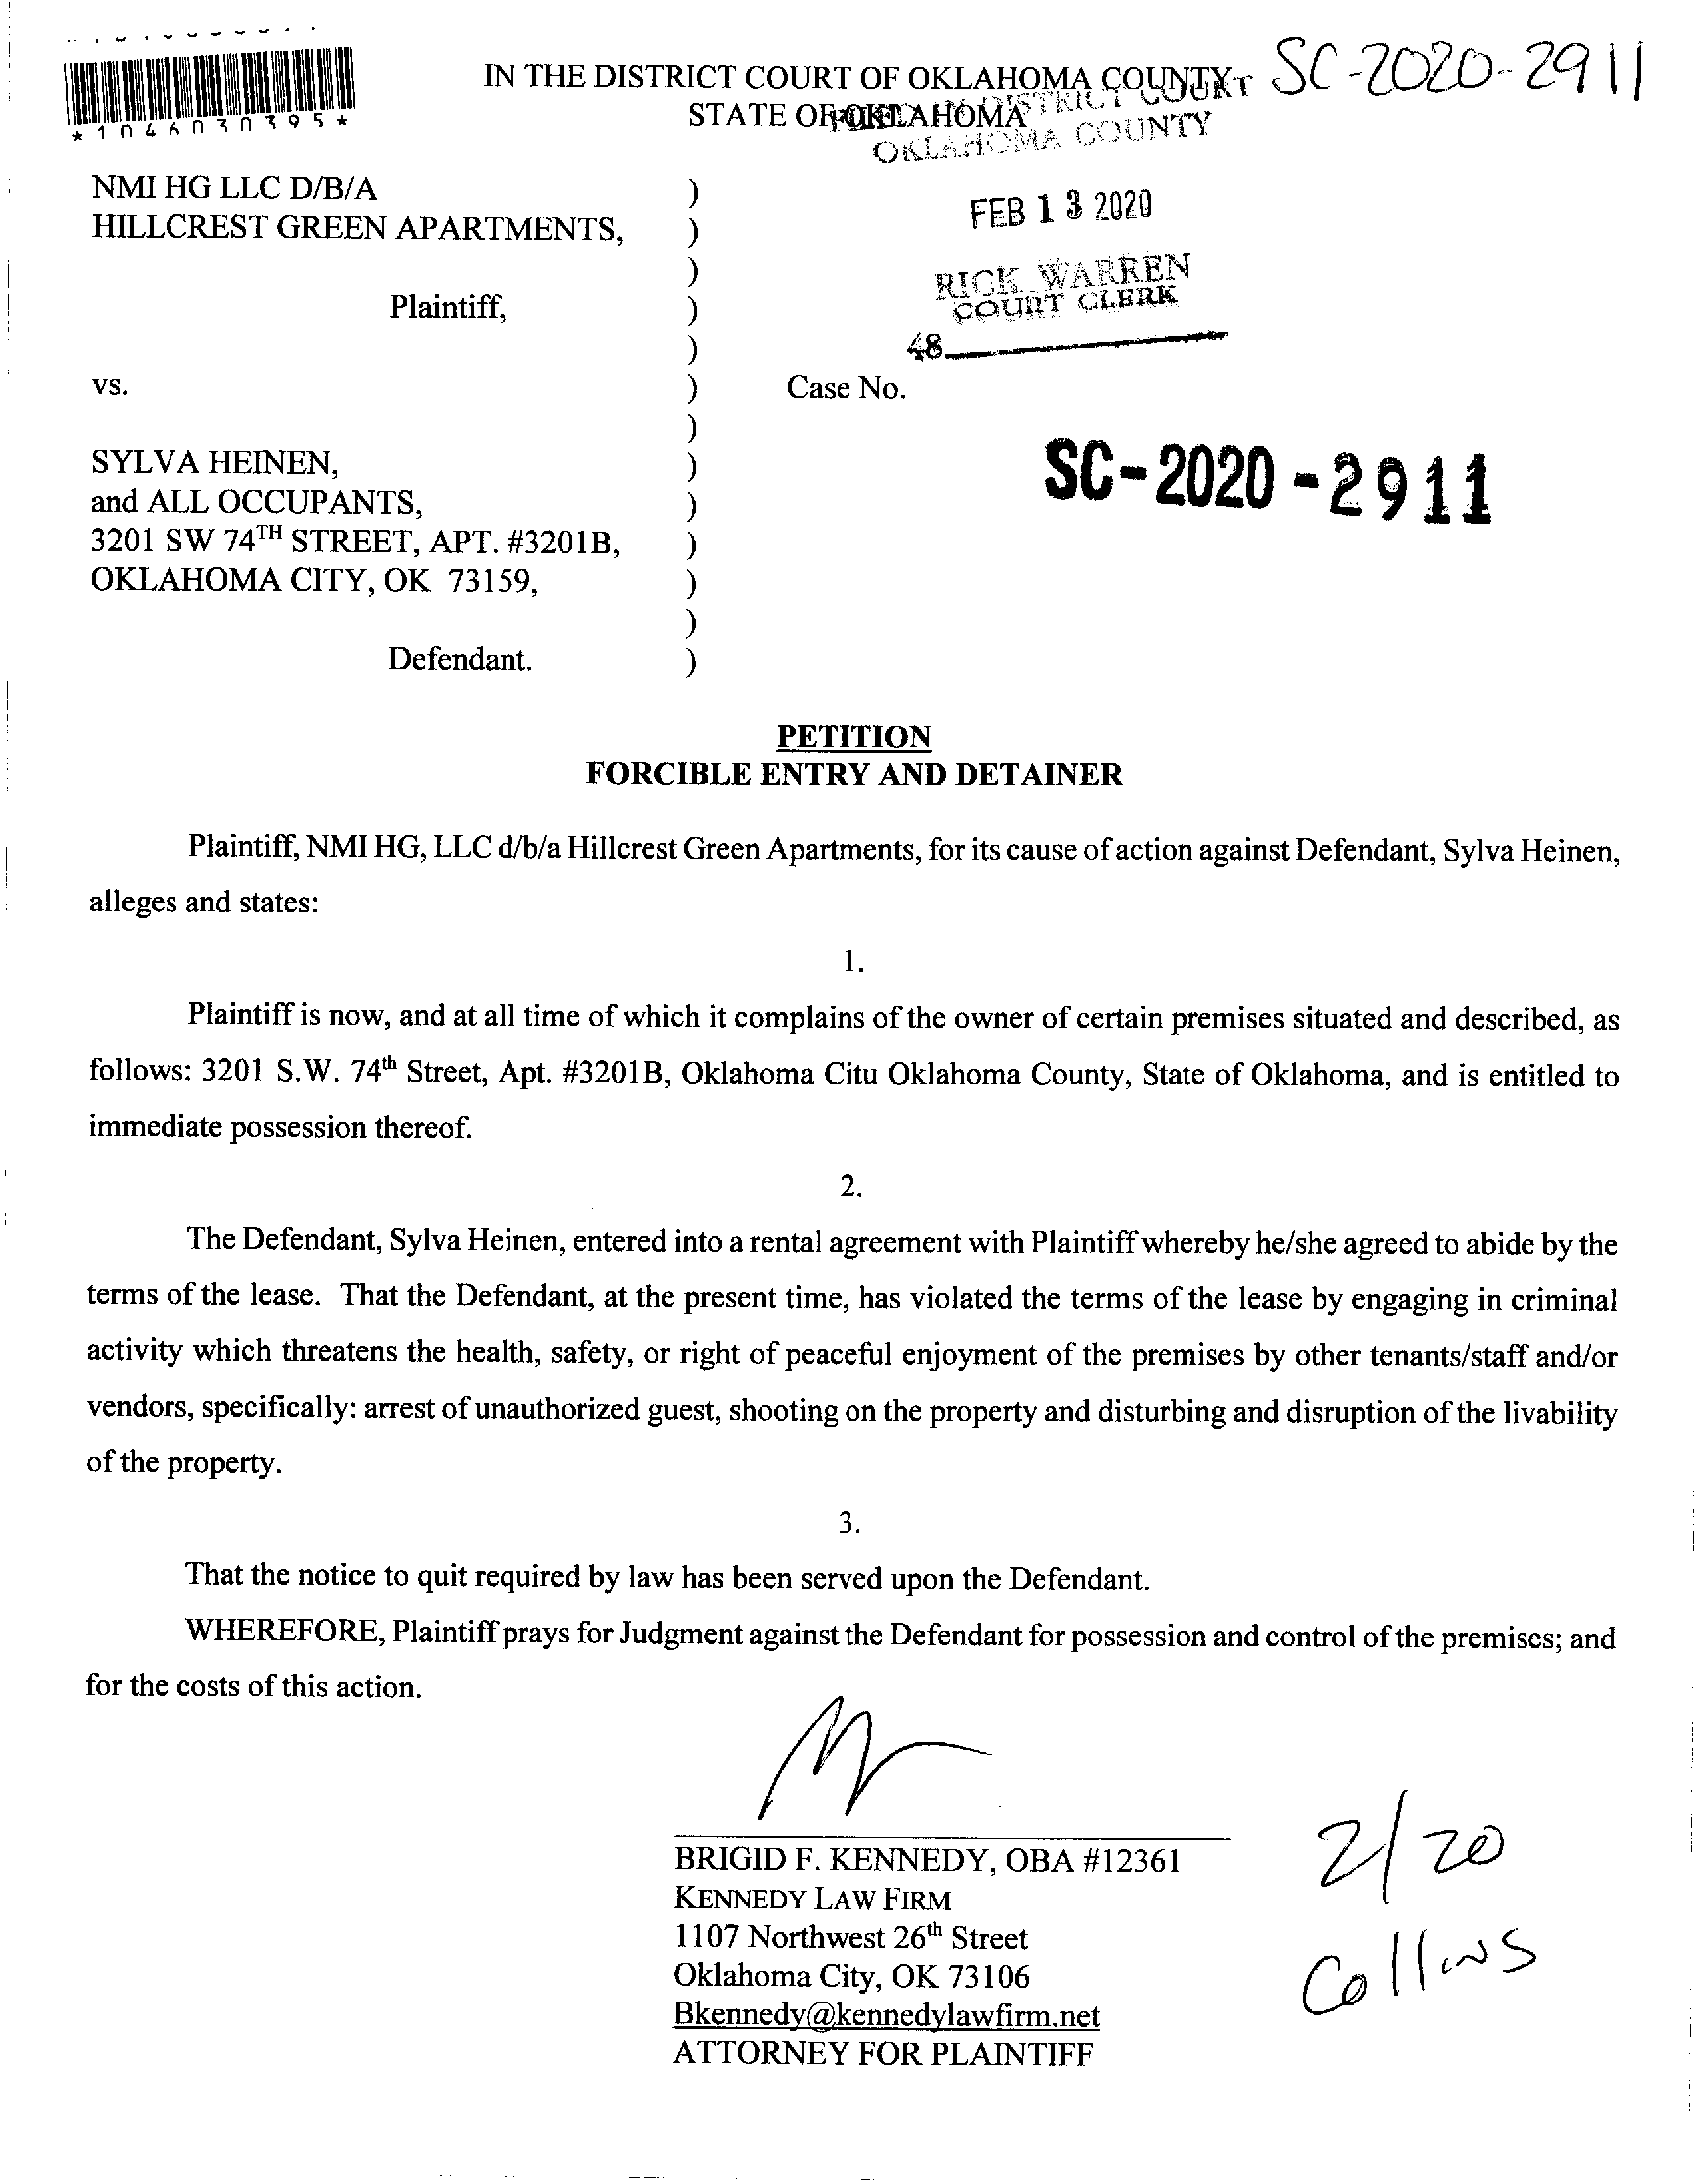 *1046030395*
IN THE DISTRICT COURT OF OKLAHOMA COUNTY
SC-2020-2911
STATE OF OKLAHOMA
FILED IN DISTRICT COURT
OKLAHOMA COUNTY
FEB 13 2020
RICK WARREN
COURT CLERK
48
NMI HG LLC D/B/A )
HILLCREST GREEN APARTMENTS, )
)
Plaintiff, )
)
vs. ) Case No.
)
SYLVA HEINEN, ) SC-2020-2911
and ALL OCCUPANTS, )
3201 SW 74TH STREET, APT. #3201B, )
OKLAHOMA CITY, OK 73159, )
)
Defendant. )
PETITION
FORCIBLE ENTRY AND DETAINER
Plaintiff, NMI HG, LLC d/b/a Hillcrest Green Apartments, for its cause of action against Defendant, Sylva Heinen,
alleges and states:
1.
Plaintiff is now, and at all time of which it complains of the owner of certain premises situated and described, as
follows: 3201 S.W. 74th Street, Apt. #3201B, Oklahoma Citu Oklahoma County, State of Oklahoma, and is entitled to
immediate possession thereof.
2.
The Defendant, Sylva Heinen, entered into a rental agreement with Plaintiff whereby he/she agreed to abide by the
terms of the lease. That the Defendant, at the present time, has violated the terms of the lease by engaging in criminal
activity which threatens the health, safety, or right of peaceful enjoyment of the premises by other tenants/staff and/or
vendors, specifically: arrest of unauthorized guest, shooting on the property and disturbing and disruption of the livability
of the property.
3.
That the notice to quit required by law has been served upon the Defendant.
WHEREFORE, Plaintiff prays for Judgment against the Defendant for possession and control of the premises; and
for the costs of this action.
BRIGID F. KENNEDY, OBA #12361
KENNEDY LAW FIRM
1107 Northwest 26th Street
Oklahoma City, OK 73106
Bkennedy@kennedylawfirm.net
ATTORNEY FOR PLAINTIFF
2/20
Collins